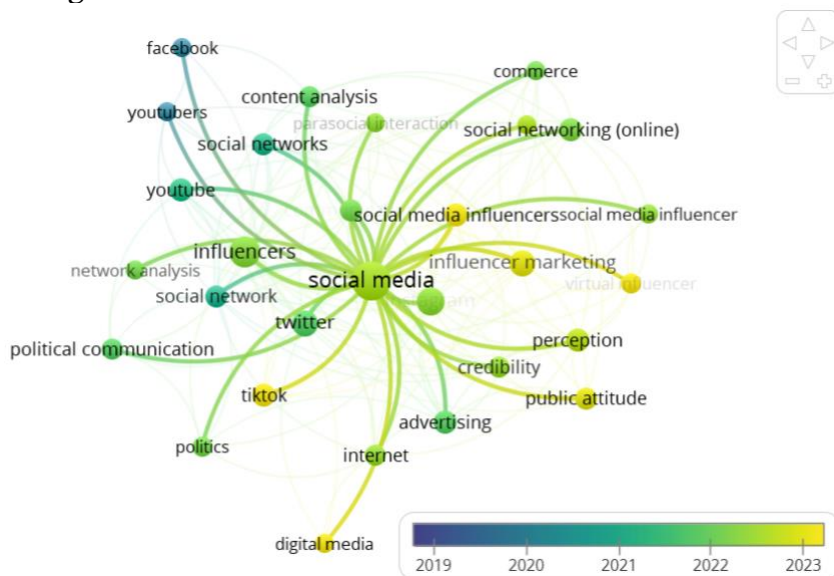 facebook
commerce
content analysis
youtubers
parasocial interaction
social networking (online)
social networks
youtube
social media influencers
social media influencer
influencers
network analysis
influencer marketing
social media
virtual influencer
social network
twitter
perception
political communication
credibility
tiktok
public attitude
advertising
politics
internet
digital media
2019 2020 2021 2022 2023